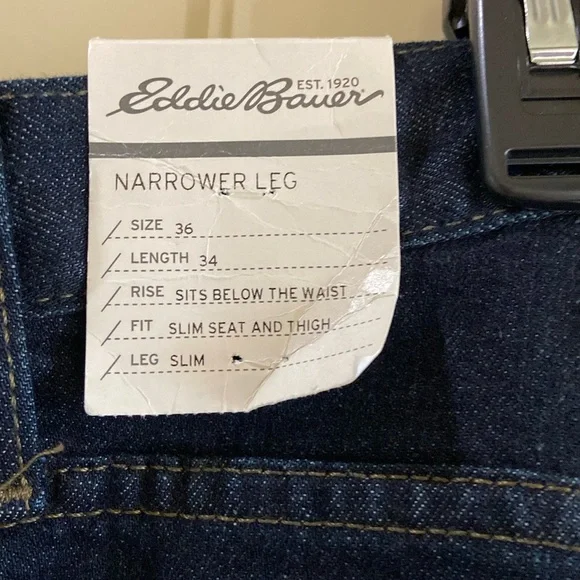 EST. 1920
Eddie Bauer
NARROWER LEG
SIZE 36
LENGTH 34
RISE SITS BELOW THE WAIST
FIT SLIM SEAT AND THIGH
LEG SLIM